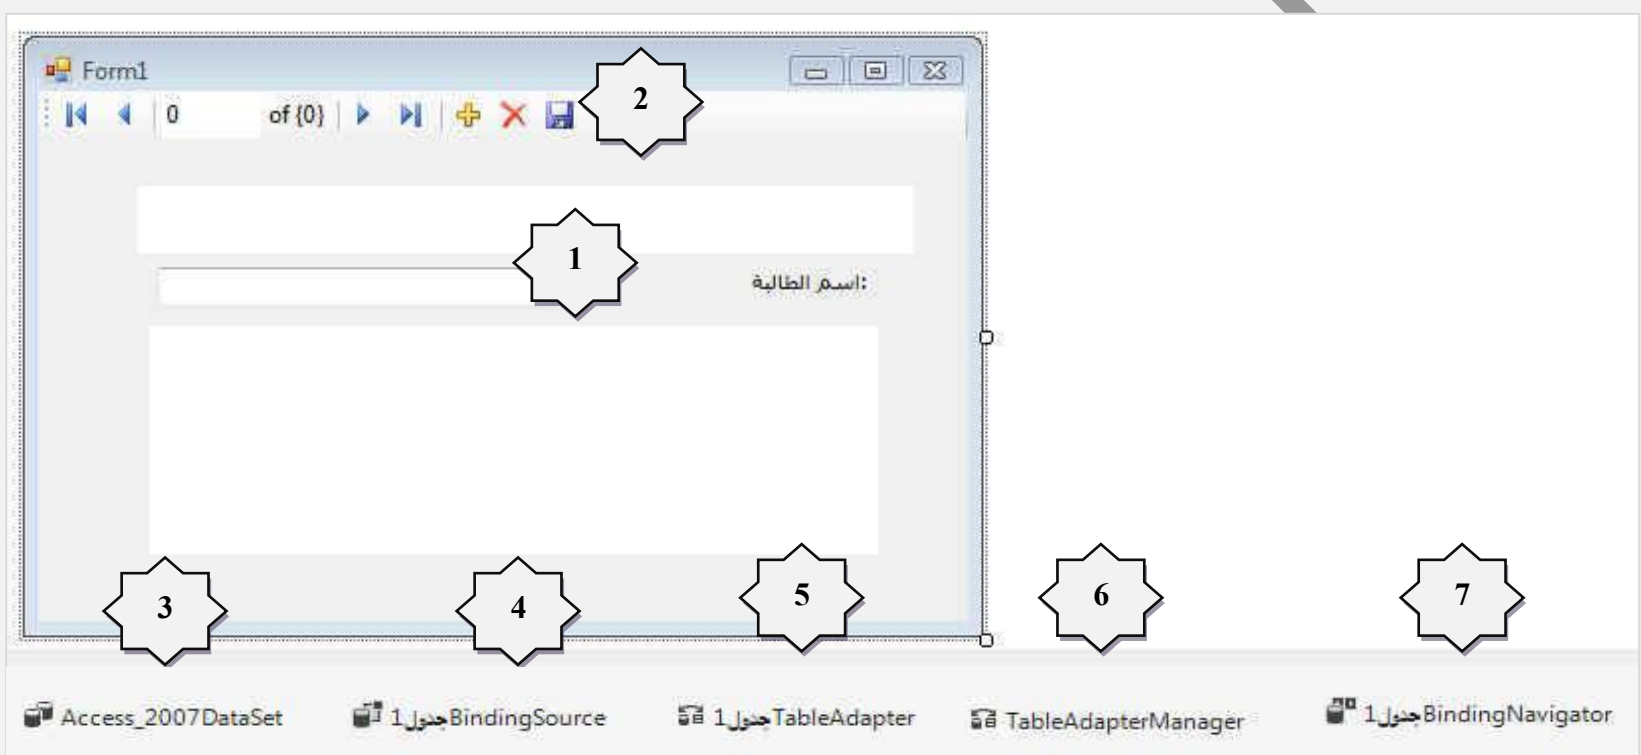 Form1
2
0 of {0}
1
اسم الطالبة:
3 4 5 6 7
Access_2007DataSet جدول1BindingSource جدول1TableAdapter TableAdapterManager جدول1BindingNavigator